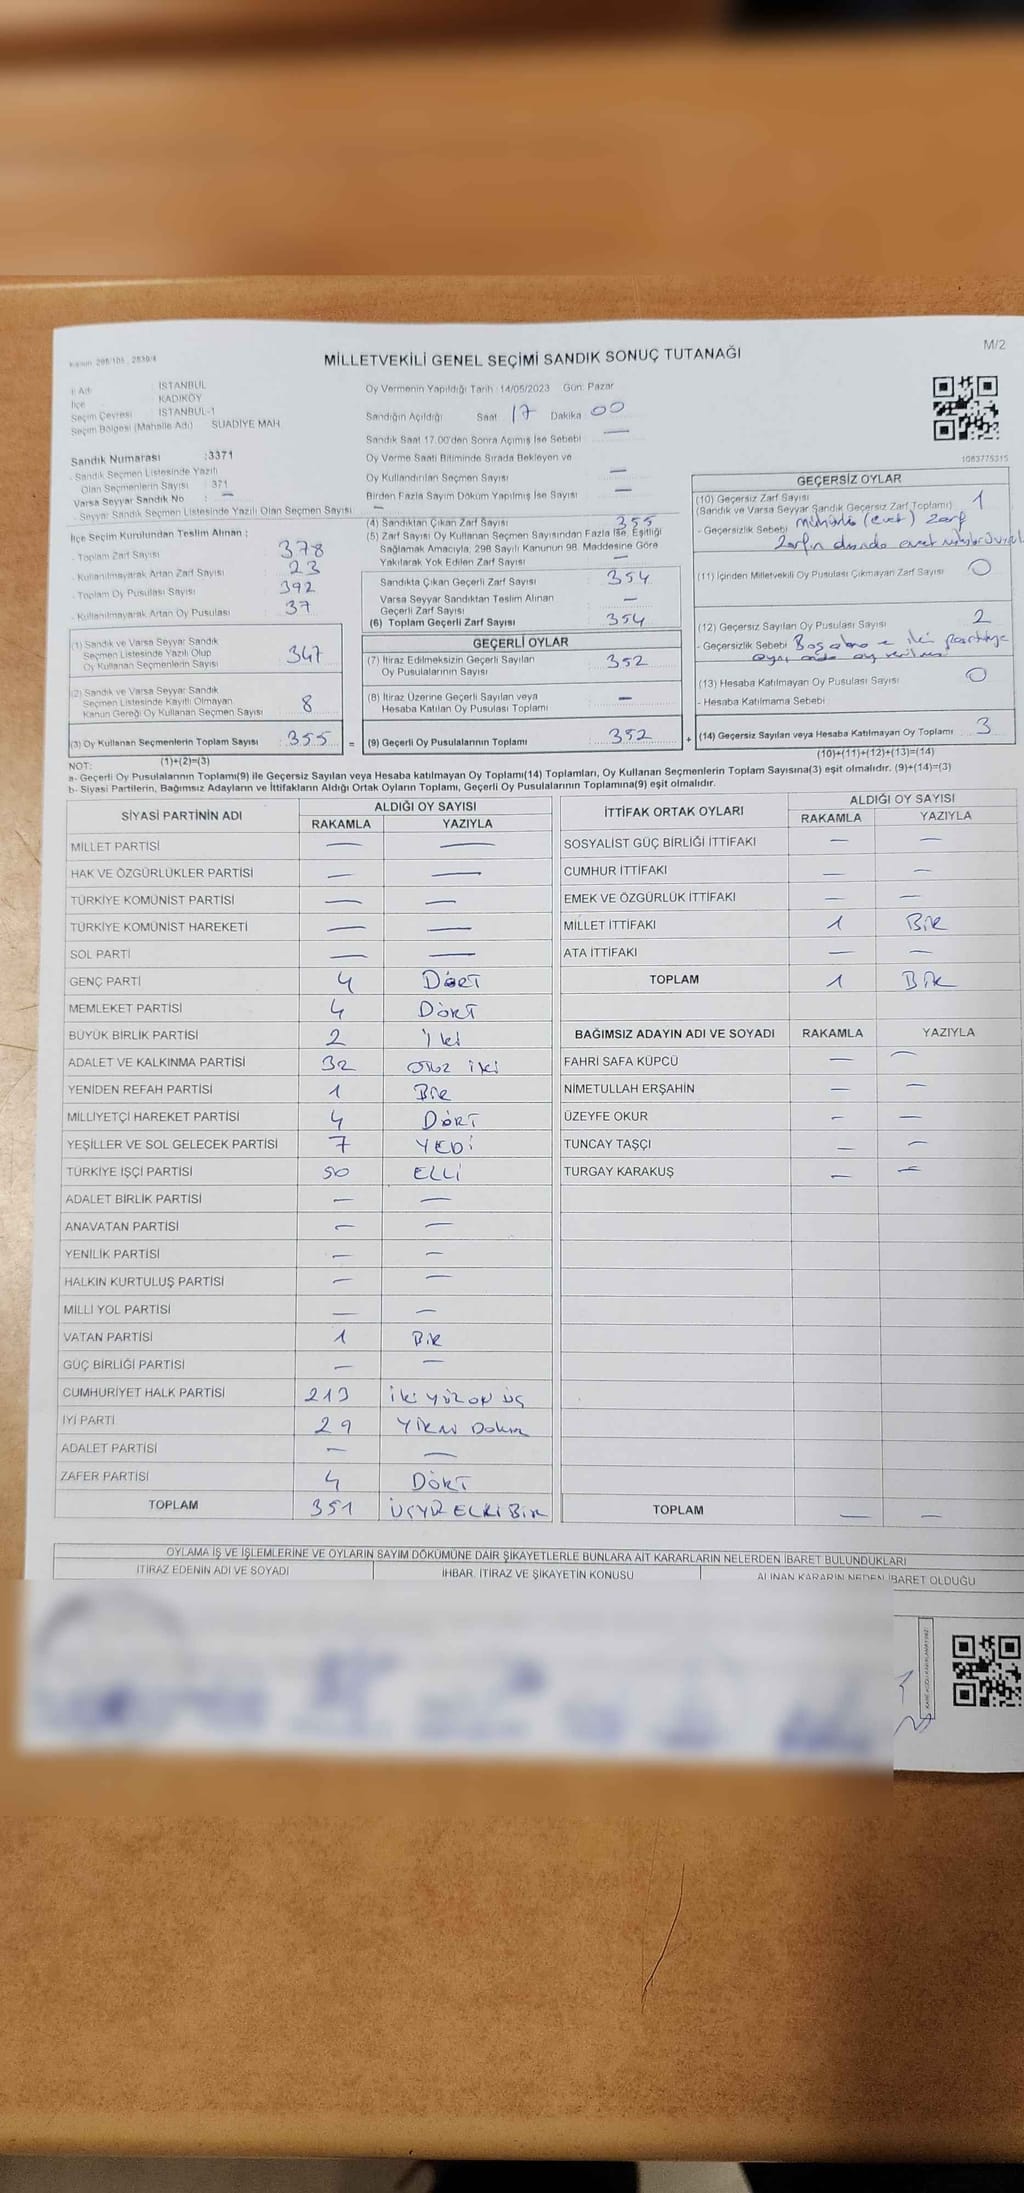 Kanun 298/105, 2839/4
MİLLETVEKİLİ GENEL SEÇİMİ SANDIK SONUÇ TUTANAĞI
M/2
İl Adı : İSTANBUL
İlçe : KADIKÖY
Seçim Çevresi : İSTANBUL-1
Seçim Bölgesi (Mahalle Adı) SUADİYE MAH.
Sandık Numarası :3371
- Sandık Seçmen Listesinde Yazılı
Olan Seçmenlerin Sayısı : 371
Varsa Seyyar Sandık No : —
- Seyyar Sandık Seçmen Listesinde Yazılı Olan Seçmen Sayısı : —
Oy Vermenin Yapıldığı Tarih :14/05/2023 Gün: Pazar
Sandığın Açıldığı Saat 17 Dakika 00
Sandık Saat 17.00'den Sonra Açımış İse Sebebi —
Oy Verme Saati Bitiminde Sırada Bekleyen ve
Oy Kullandırılan Seçmen Sayısı —
Birden Fazla Sayım Döküm Yapılmış İse Sayısı —
1083775315
İlçe Seçim Kurulundan Teslim Alınan ;
- Toplam Zarf Sayısı : 378
- Kullanılmayarak Artan Zarf Sayısı : 23
- Toplam Oy Pusulası Sayısı : 392
- Kullanılmayarak Artan Oy Pusulası : 37
(1) Sandık ve Varsa Seyyar Sandık
Seçmen Listesinde Yazılı Olup
Oy Kullanan Seçmenlerin Sayısı : 347
(2) Sandık ve Varsa Seyyar Sandık
Seçmen Listesinde Kayıtlı Olmayan
Kanun Gereği Oy Kullanan Seçmen Sayısı : 8
(3) Oy Kullanan Seçmenlerin Toplam Sayısı : 355 =
(1)+(2)=(3)
(4) Sandıktan Çıkan Zarf Sayısı 355
(5) Zarf Sayısı Oy Kullanan Seçmen Sayısından Fazla İse, Eşitliği
Sağlamak Amacıyla, 298 Sayılı Kanunun 98. Maddesine Göre
Yakılarak Yok Edilen Zarf Sayısı —
Sandıkta Çıkan Geçerli Zarf Sayısı : 354
Varsa Seyyar Sandıktan Teslim Alınan
Geçerli Zarf Sayısı : —
(6) Toplam Geçerli Zarf Sayısı : 354
GEÇERLİ OYLAR
(7) İtiraz Edilmeksizin Geçerli Sayılan
Oy Pusulalarının Sayısı : 352
(8) İtiraz Üzerine Geçerli Sayılan veya
Hesaba Katılan Oy Pusulası Toplamı : —
(9) Geçerli Oy Pusulalarının Toplamı : 352 +
GEÇERSİZ OYLAR
(10) Geçersiz Zarf Sayısı 1
(Sandık ve Varsa Seyyar Sandık Geçersiz Zarf Toplamı)
- Geçersizlik Sebebi mühürlü (evet) zarf
Zarfın dışında evet
(11) İçinden Milletvekili Oy Pusulası Çıkmayan Zarf Sayısı 0
(12) Geçersiz Sayılan Oy Pusulası Sayısı 2
- Geçersizlik Sebebi Boş iki partiye
(13) Hesaba Katılmayan Oy Pusulası Sayısı 0
- Hesaba Katılmama Sebebi
(14) Geçersiz Sayılan veya Hesaba Katılmayan Oy Toplamı 3
(10)+(11)+(12)+(13)=(14)
NOT:
a- Geçerli Oy Pusulalarının Toplamı(9) ile Geçersiz Sayılan veya Hesaba katılmayan Oy Toplamı(14) Toplamları, Oy Kullanan Seçmenlerin Toplam Sayısına(3) eşit olmalıdır. (9)+(14)=(3)
b- Siyasi Partilerin, Bağımsız Adayların ve İttifakların Aldığı Ortak Oyların Toplamı, Geçerli Oy Pusulalarının Toplamına(9) eşit olmalıdır.
SİYASİ PARTİNİN ADI ALDIĞI OY SAYISI
RAKAMLA YAZIYLA
MİLLET PARTİSİ — —
HAK VE ÖZGÜRLÜKLER PARTİSİ — —
TÜRKİYE KOMÜNİST PARTİSİ — —
TÜRKİYE KOMÜNİST HAREKETİ — —
SOL PARTİ — —
GENÇ PARTİ 4 DÖRT
MEMLEKET PARTİSİ 4 DÖRT
BÜYÜK BİRLİK PARTİSİ 2 İki
ADALET VE KALKINMA PARTİSİ 32 OTUZ iki
YENİDEN REFAH PARTİSİ 1 BİR
MİLLİYETÇİ HAREKET PARTİSİ 4 DÖRT
YEŞİLLER VE SOL GELECEK PARTİSİ 7 YEDİ
TÜRKİYE İŞÇİ PARTİSİ 50 ELLİ
ADALET BİRLİK PARTİSİ — —
ANAVATAN PARTİSİ — —
YENİLİK PARTİSİ — —
HALKIN KURTULUŞ PARTİSİ — —
MİLLİ YOL PARTİSİ — —
VATAN PARTİSİ 1 BİR
GÜÇ BİRLİĞİ PARTİSİ — —
CUMHURİYET HALK PARTİSİ 213 İKİ YÜZ ON ÜÇ
İYİ PARTİ 29 YİRMİ Dokuz
ADALET PARTİSİ — —
ZAFER PARTİSİ 4 DÖRT
TOPLAM 351 ÜÇYÜZ ELLİ BİR
İTTİFAK ORTAK OYLARI ALDIĞI OY SAYISI
RAKAMLA YAZIYLA
SOSYALİST GÜÇ BİRLİĞİ İTTİFAKI — —
CUMHUR İTTİFAKI — —
EMEK VE ÖZGÜRLÜK İTTİFAKI — —
MİLLET İTTİFAKI 1 BİR
ATA İTTİFAKI — —
TOPLAM 1 BİR
BAĞIMSIZ ADAYIN ADI VE SOYADI RAKAMLA YAZIYLA
FAHRİ SAFA KÜPCÜ — —
NİMETULLAH ERŞAHİN — —
ÜZEYFE OKUR — —
TUNCAY TAŞÇI — —
TURGAY KARAKUŞ — —
TOPLAM — —
OYLAMA İŞ VE İŞLEMLERİNE VE OYLARIN SAYIM DÖKÜMÜNE DAİR ŞİKAYETLERLE BUNLARA AİT KARARLARIN NELERDEN İBARET BULUNDUKLARI
İTİRAZ EDENİN ADI VE SOYADI İHBAR, İTİRAZ VE ŞİKAYETİN KONUSU ALINAN KARARIN NEDEN İBARET OLDUĞU